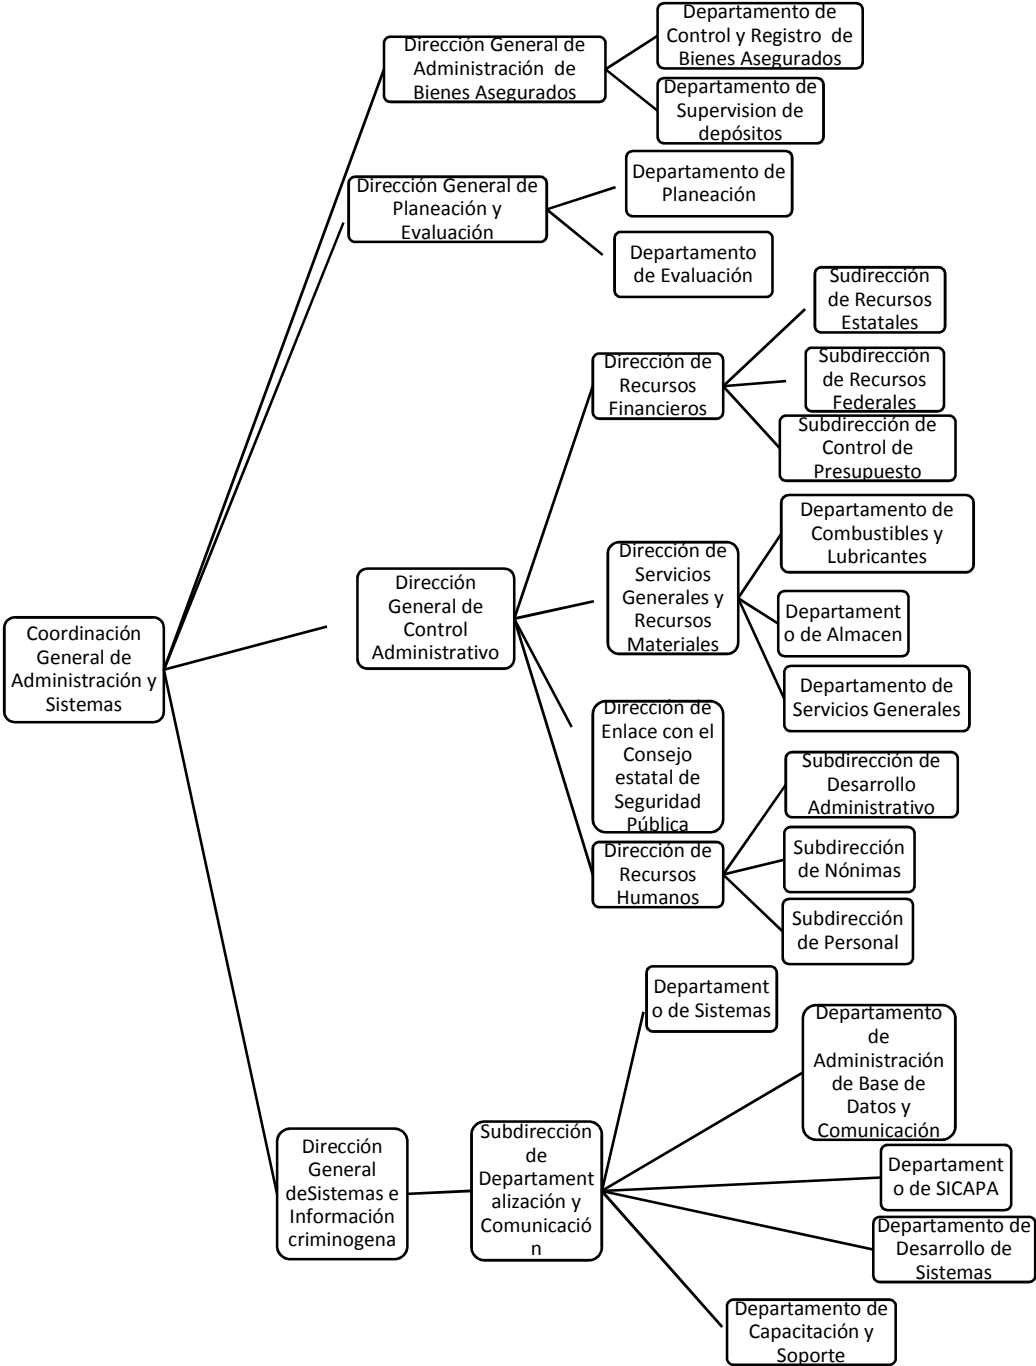 Departamento de
Control y Registro de
Bienes Asegurados
Dirección General de
Administración de
Bienes Asegurados
Departamento de
Supervision de
depósitos
Dirección General de
Planeación y
Evaluación
Departamento de
Planeación
Departamento
de Evaluación
Sudirección
de Recursos
Estatales
Dirección de
Recursos
Financieros
Subdirección
de Recursos
Federales
Subdirección de
Control de
Presupuesto
Departamento de
Combustibles y
Lubricantes
Dirección de
Servicios
Generales y
Recursos
Materiales
Departament
o de Almacen
Departamento de
Servicios Generales
Dirección
General de
Control
Administrativo
Coordinación
General de
Administración y
Sistemas
Dirección de
Enlace con el
Consejo
estatal de
Seguridad
Pública
Subdirección de
Desarrollo
Administrativo
Dirección de
Recursos
Humanos
Subdirección
de Nónimas
Subdirección
de Personal
Departament
o de Sistemas
Departamento
de
Administración
de Base de
Datos y
Comunicación
Dirección
General
deSistemas e
Información
criminogena
Subdirección
de
Departament
alización y
Comunicació
n
Departament
o de SICAPA
Departamento de
Desarrollo de
Sistemas
Departamento de
Capacitación y
Soporte